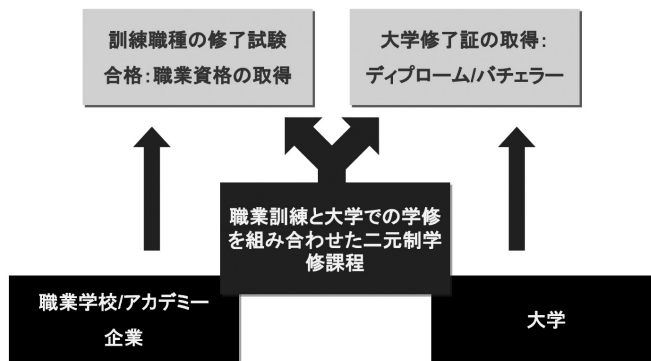 訓練職種の修了試験
合格:職業資格の取得
大学修了証の取得:
ディプローム/バチェラー
職業訓練と大学での学修
を組み合わせた二元制学
修課程
職業学校/アカデミー
企業
大学